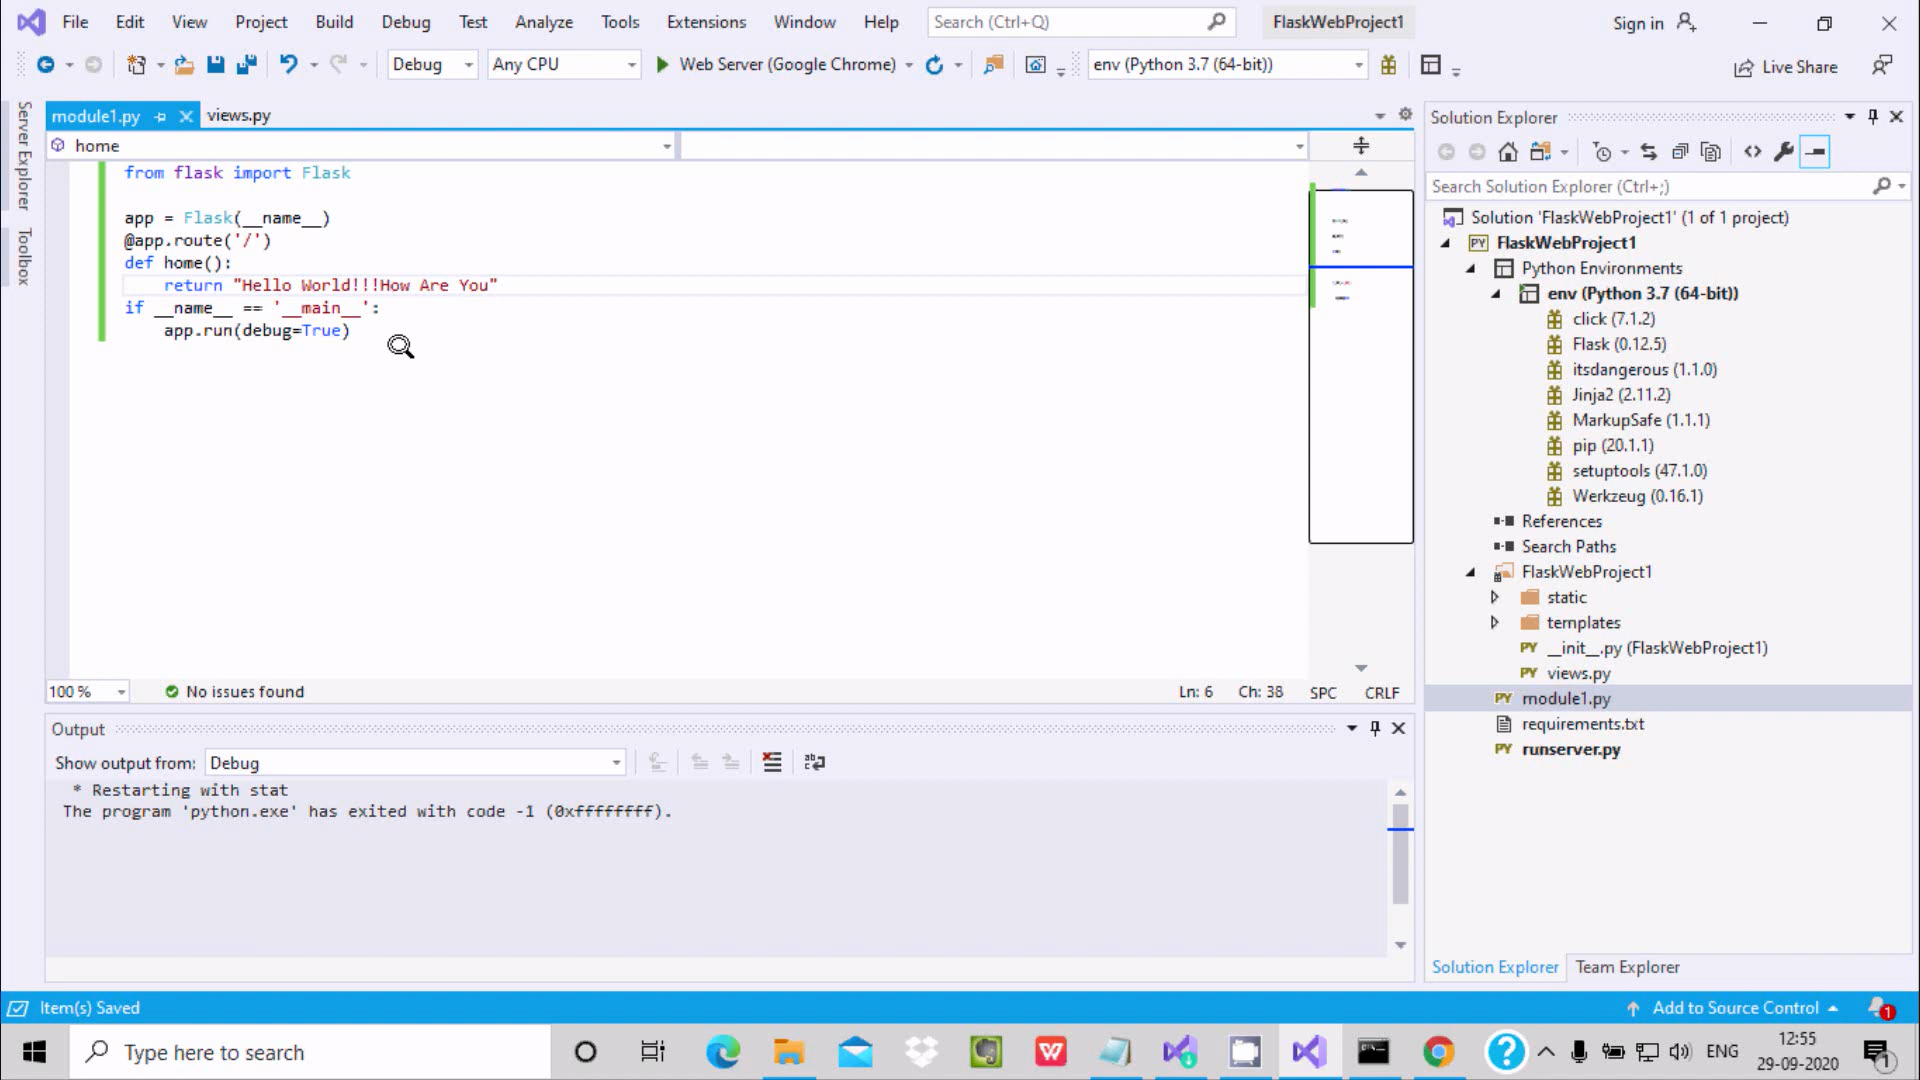 File Edit View Project Build Debug Test Analyze Tools Extensions Window Help Search (Ctrl+Q) FlaskWebProject1 Sign in
Debug Any CPU Web Server (Google Chrome) env (Python 3.7 (64-bit)) Live Share
Server Explorer
Toolbox
module1.py views.py
home
from flask import Flask
app = Flask(__name__)
@app.route('/')
def home():
return "Hello World!!!How Are You"
if __name__ == '__main__':
app.run(debug=True)
100 % No issues found Ln: 6 Ch: 38 SPC CRLF
Output
Show output from: Debug
* Restarting with stat
The program 'python.exe' has exited with code -1 (0xffffffff).
Solution Explorer
Search Solution Explorer (Ctrl+;)
Solution 'FlaskWebProject1' (1 of 1 project)
PY FlaskWebProject1
Python Environments
env (Python 3.7 (64-bit))
click (7.1.2)
Flask (0.12.5)
itsdangerous (1.1.0)
Jinja2 (2.11.2)
MarkupSafe (1.1.1)
pip (20.1.1)
setuptools (47.1.0)
Werkzeug (0.16.1)
References
Search Paths
FlaskWebProject1
static
templates
PY __init__.py (FlaskWebProject1)
PY views.py
PY module1.py
requirements.txt
PY runserver.py
Solution Explorer Team Explorer
Item(s) Saved Add to Source Control 1
Type here to search ENG 12:55
29-09-2020 1